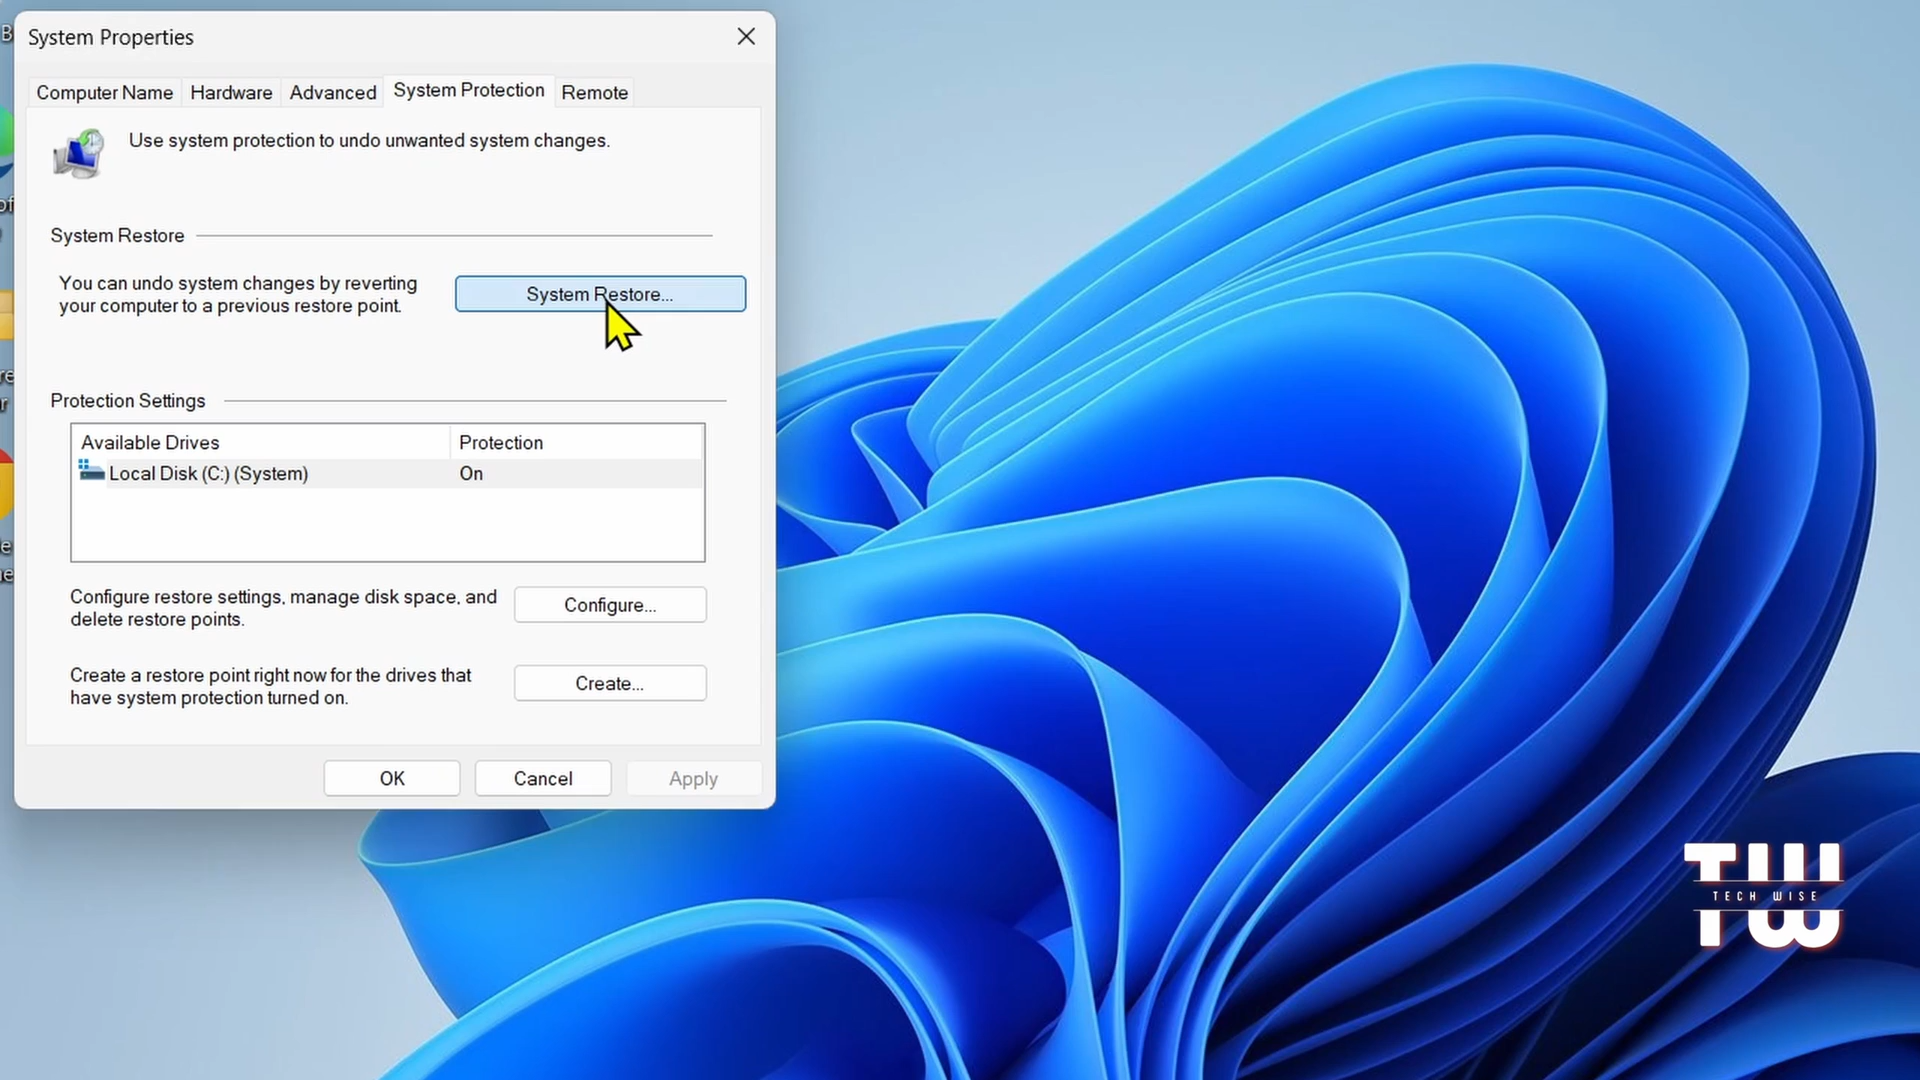 System Properties
Computer Name
Hardware
Advanced
System Protection
Remote
Use system protection to undo unwanted system changes.
System Restore
You can undo system changes by reverting
your computer to a previous restore point.
System Restore...
Protection Settings
Available Drives
Protection
Local Disk (C:) (System)
On
Configure restore settings, manage disk space, and
delete restore points.
Configure...
Create a restore point right now for the drives that
have system protection turned on.
Create...
OK
Cancel
Apply
TW
TECH WISE